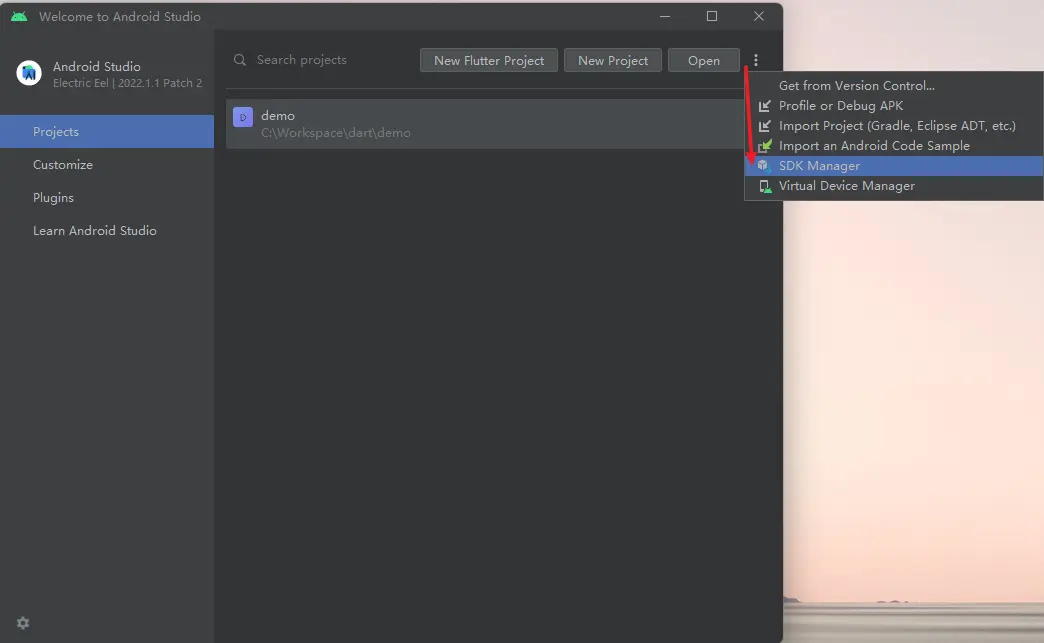 Welcome to Android Studio
Android Studio
Electric Eel | 2022.1.1 Patch 2
Projects
Customize
Plugins
Learn Android Studio
Search projects
New Flutter Project
New Project
Open
D
demo
C:\Workspace\dart\demo
Get from Version Control...
Profile or Debug APK
Import Project (Gradle, Eclipse ADT, etc.)
Import an Android Code Sample
SDK Manager
Virtual Device Manager